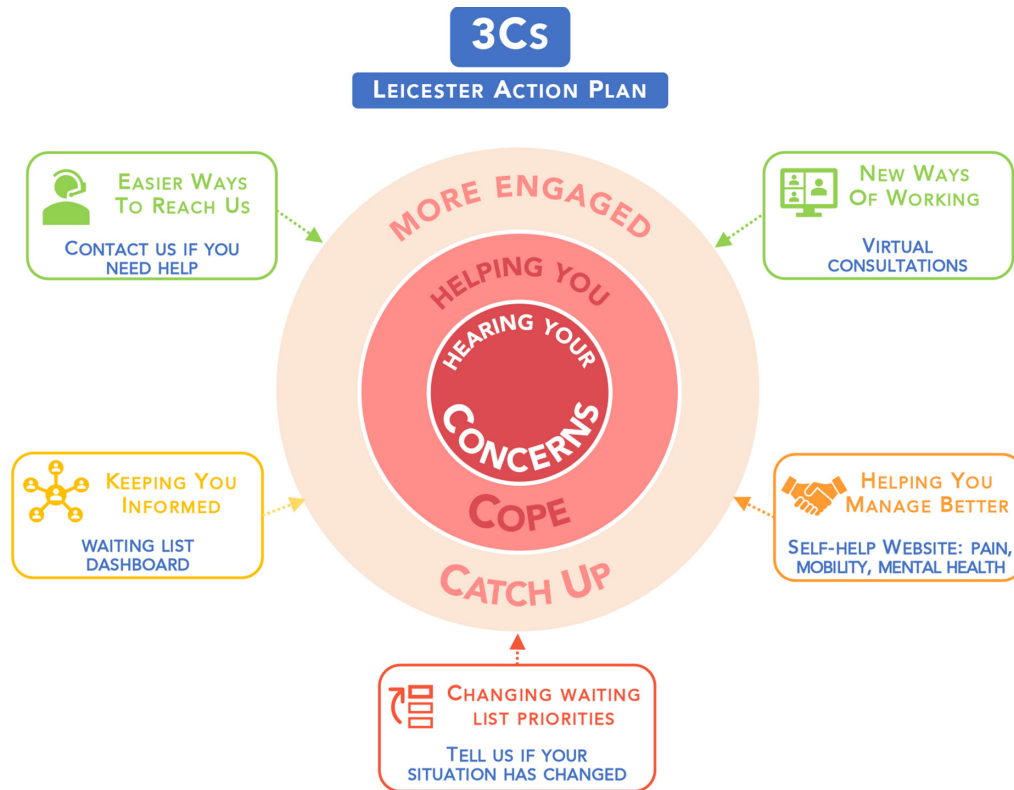 3Cs
Leicester Action Plan
Easier Ways
To Reach Us
Contact us if you
need help
New Ways
Of Working
Virtual
consultations
More Engaged
Helping You
Hearing Your
Concerns
Cope
Catch Up
Keeping You
Informed
waiting list
dashboard
Helping You
Manage Better
Self-help Website: pain,
mobility, mental health
Changing waiting
list priorities
Tell us if your
situation has changed